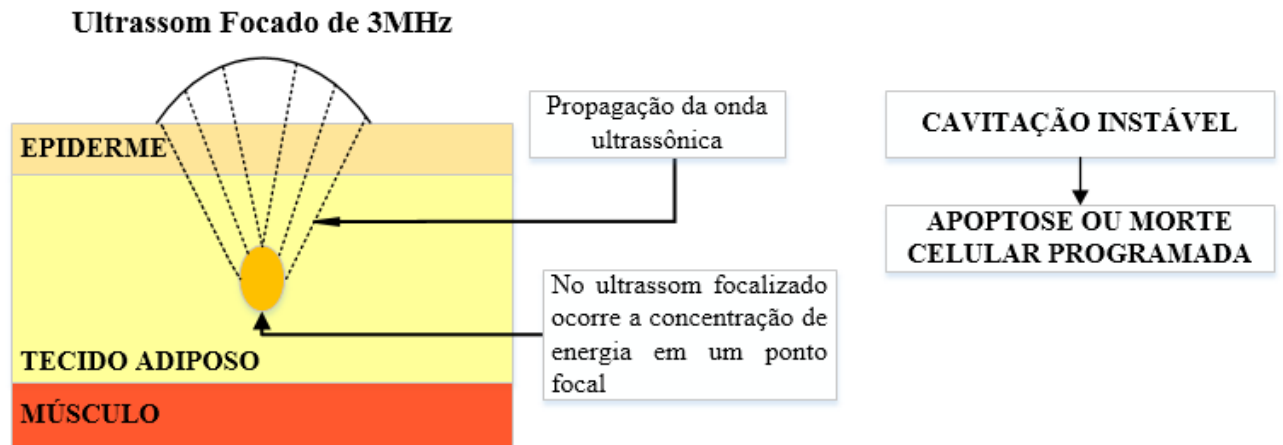 Ultrassom Focado de 3MHz
EPIDERME
TECIDO ADIPOSO
MÚSCULO
Propagação da onda
ultrassônica
No ultrassom focalizado
ocorre a concentração de
energia em um ponto
focal
CAVITAÇÃO INSTÁVEL
APOPTOSE OU MORTE
CELULAR PROGRAMADA